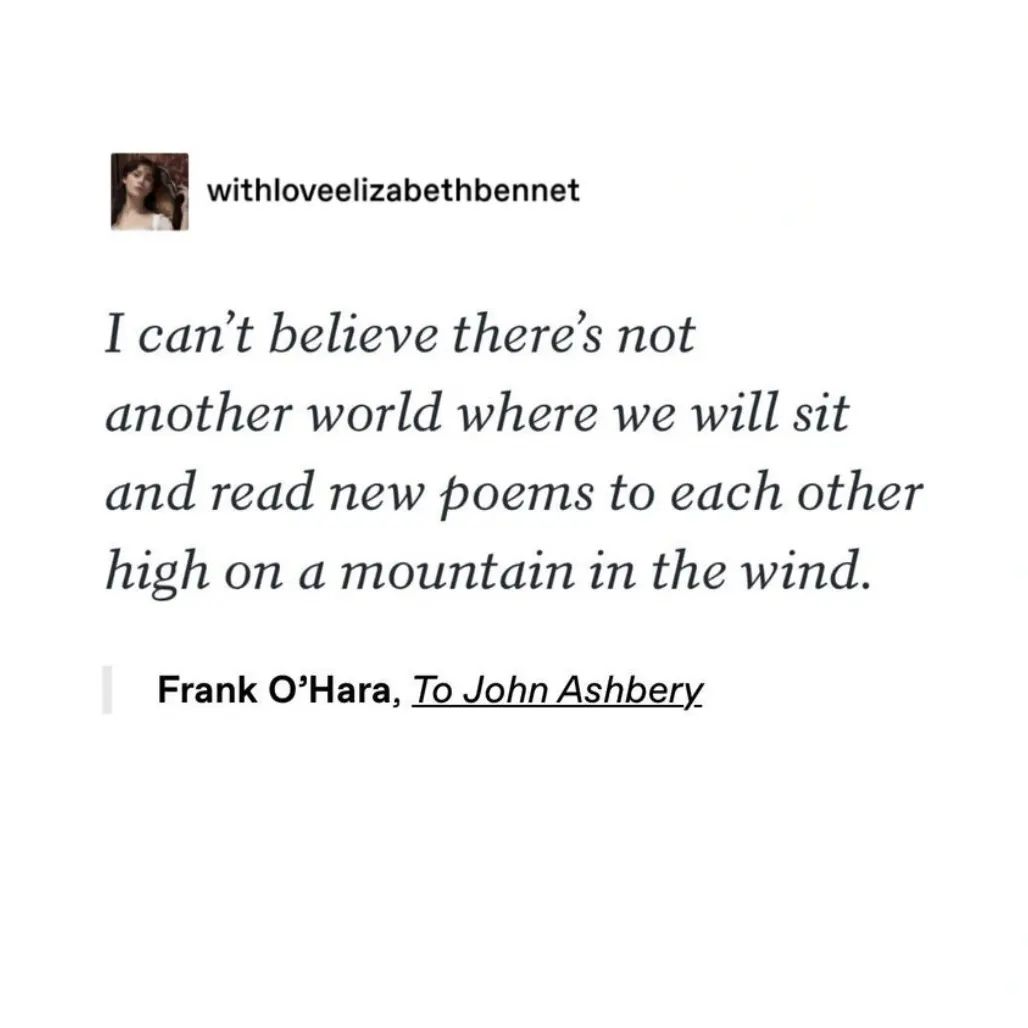 withloveelizabethbennet
I can’t believe there’s not
another world where we will sit
and read new poems to each other
high on a mountain in the wind.
Frank O’Hara, To John Ashbery